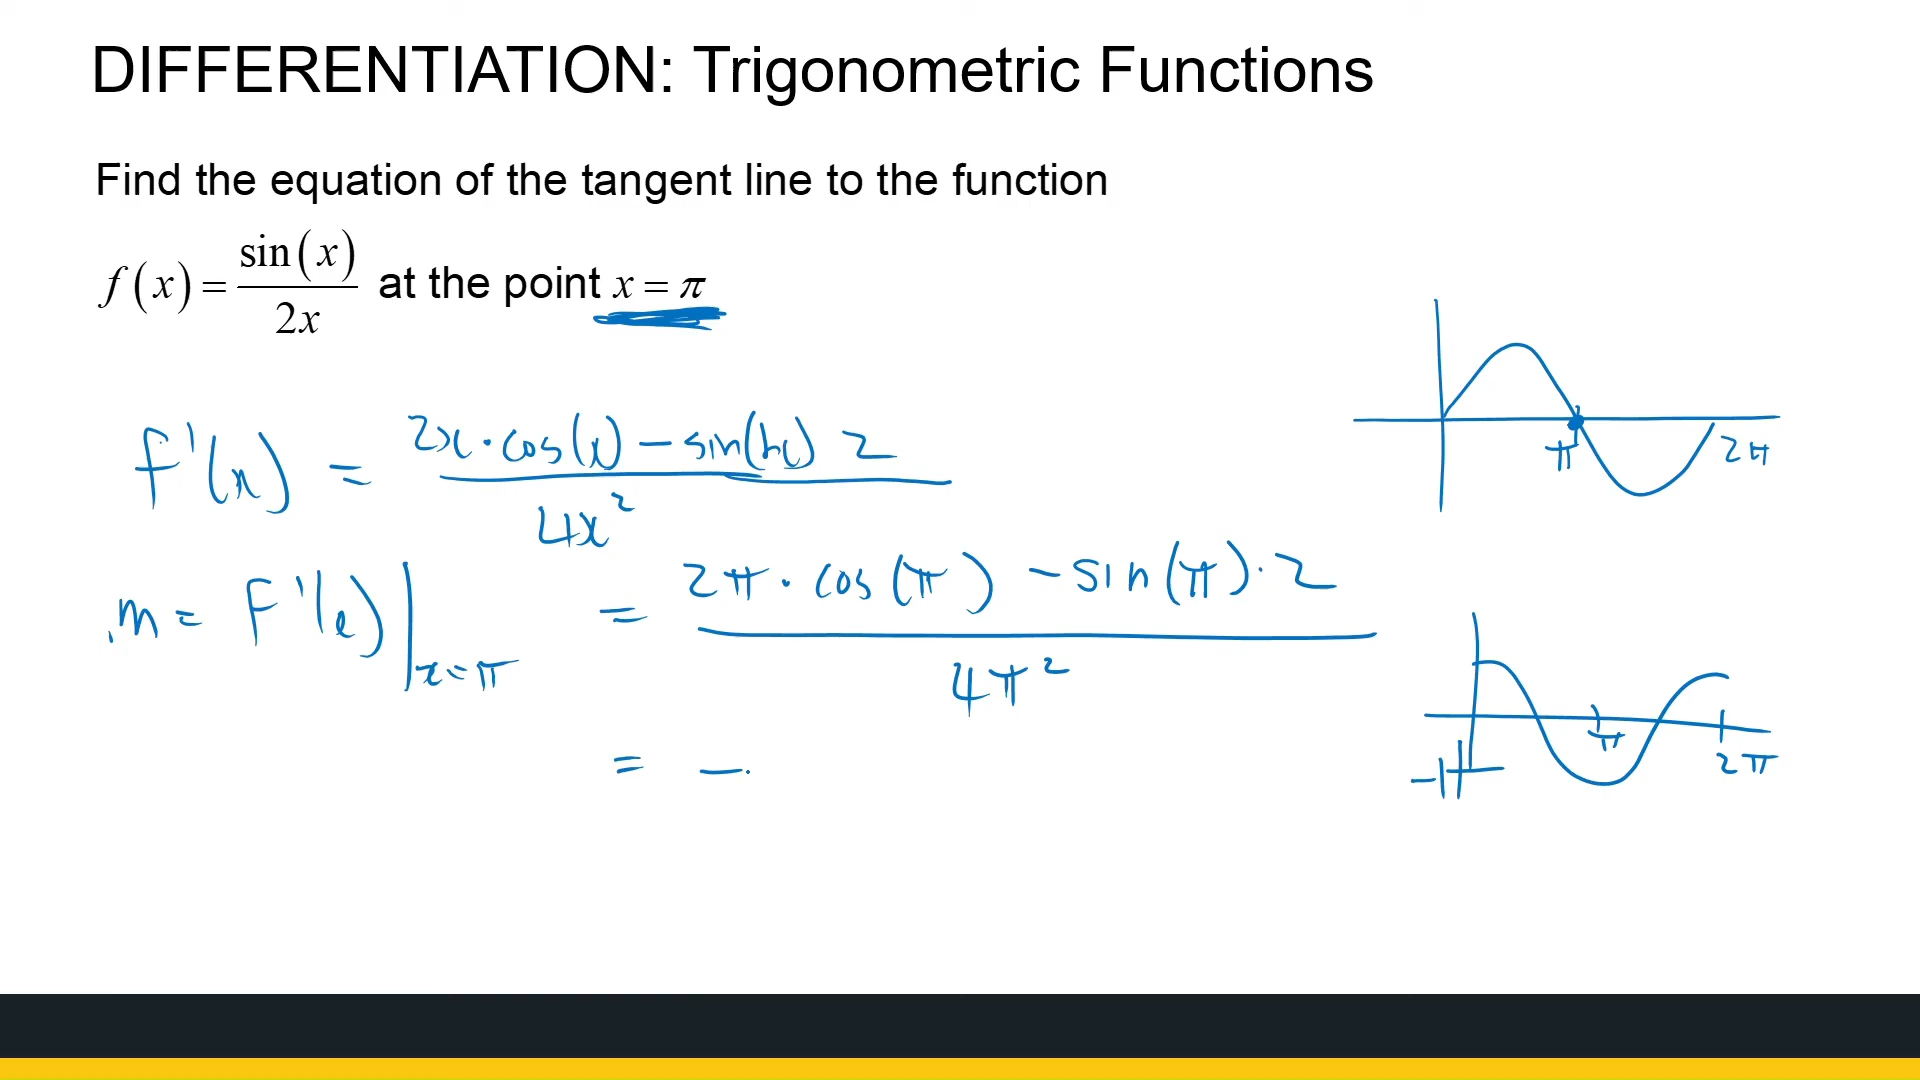 DIFFERENTIATION: Trigonometric Functions
Find the equation of the tangent line to the function
f(x) = sin(x)/2x at the point x = π
f'(x) = (2x·cos(x) − sin(x) 2)/4x²
m = f'(x)|x=π = (2π·cos(π) − sin(π)·2)/4π²
= −
π 2π
π 2π
−1